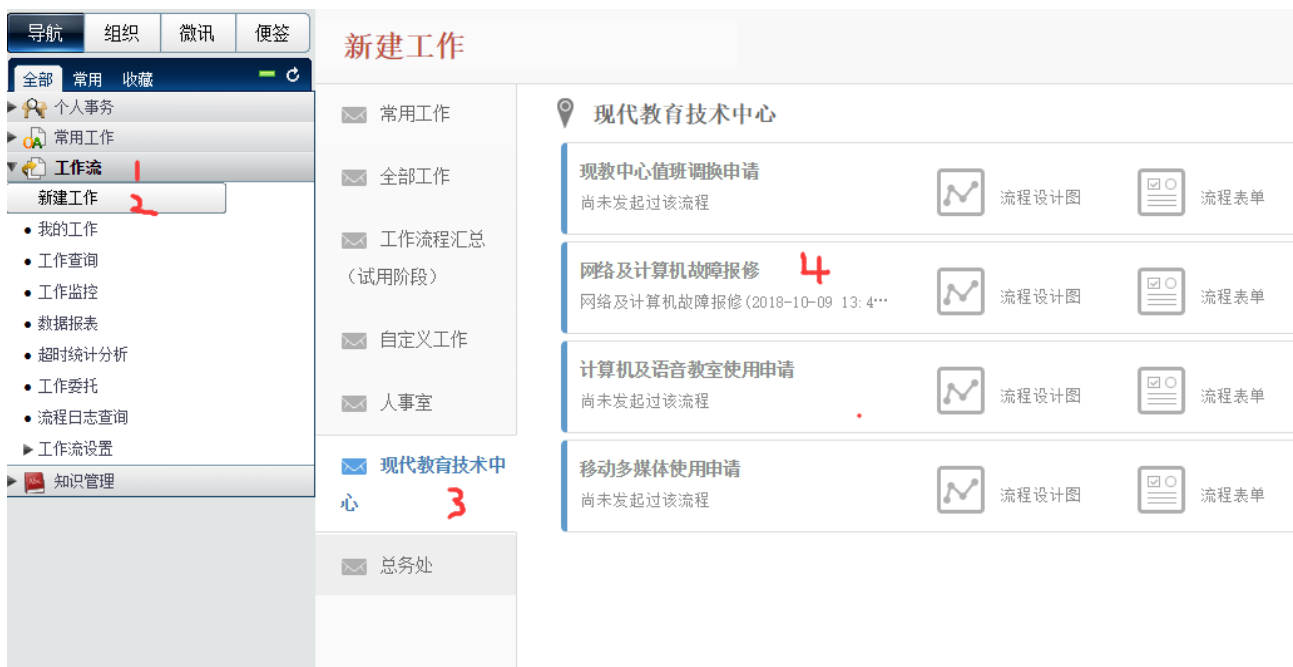 导航 组织 微讯 便签
全部 常用 收藏
个人事务
常用工作
工作流 1
新建工作 2
我的工作
工作查询
工作监控
数据报表
超时统计分析
工作委托
流程日志查询
工作流设置
知识管理
新建工作
常用工作
全部工作
工作流程汇总
（试用阶段）
自定义工作
人事室
现代教育技术中
心 3
总务处
现代教育技术中心
现教中心值班调换申请
尚未发起过该流程
流程设计图 流程表单
网络及计算机故障报修 4
网络及计算机故障报修(2018-10-09 13:4…
流程设计图 流程表单
计算机及语音教室使用申请
尚未发起过该流程
流程设计图 流程表单
移动多媒体使用申请
尚未发起过该流程
流程设计图 流程表单